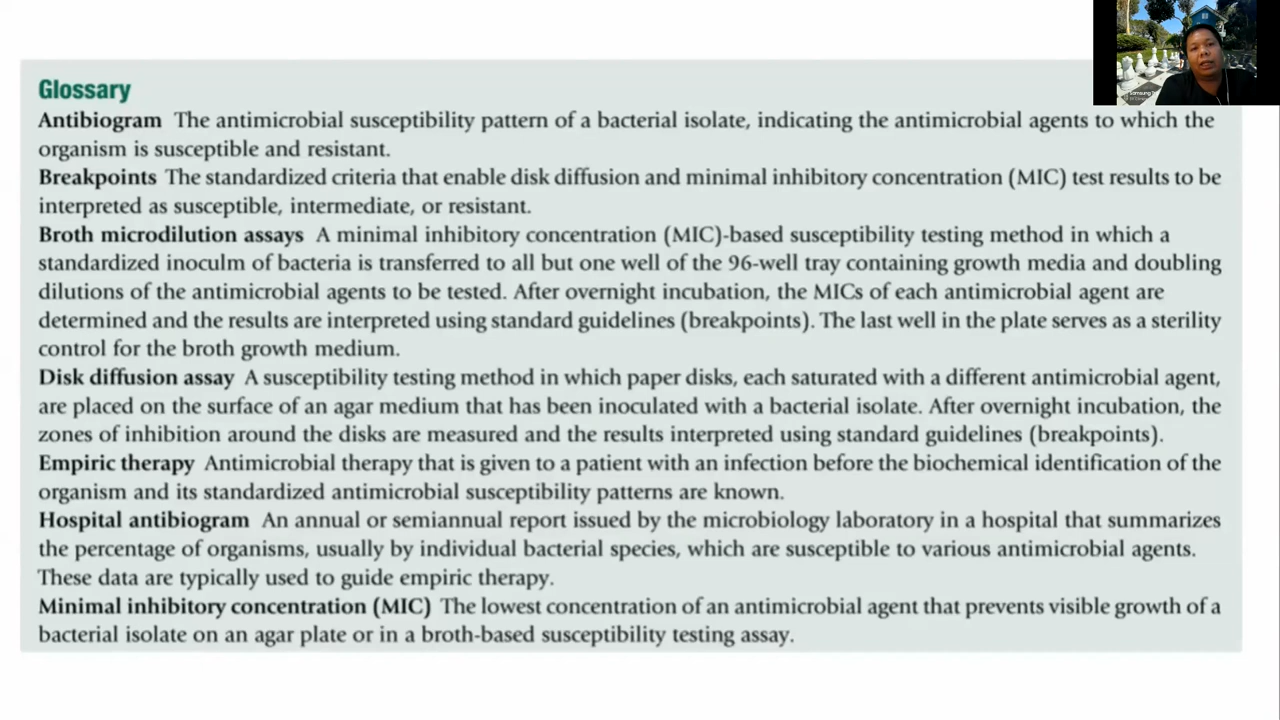 Glossary
Antibiogram The antimicrobial susceptibility pattern of a bacterial isolate, indicating the antimicrobial agents to which the
organism is susceptible and resistant.
Breakpoints The standardized criteria that enable disk diffusion and minimal inhibitory concentration (MIC) test results to be
interpreted as susceptible, intermediate, or resistant.
Broth microdilution assays A minimal inhibitory concentration (MIC)-based susceptibility testing method in which a
standardized inoculm of bacteria is transferred to all but one well of the 96-well tray containing growth media and doubling
dilutions of the antimicrobial agents to be tested. After overnight incubation, the MICs of each antimicrobial agent are
determined and the results are interpreted using standard guidelines (breakpoints). The last well in the plate serves as a sterility
control for the broth growth medium.
Disk diffusion assay A susceptibility testing method in which paper disks, each saturated with a different antimicrobial agent,
are placed on the surface of an agar medium that has been inoculated with a bacterial isolate. After overnight incubation, the
zones of inhibition around the disks are measured and the results interpreted using standard guidelines (breakpoints).
Empiric therapy Antimicrobial therapy that is given to a patient with an infection before the biochemical identification of the
organism and its standardized antimicrobial susceptibility patterns are known.
Hospital antibiogram An annual or semiannual report issued by the microbiology laboratory in a hospital that summarizes
the percentage of organisms, usually by individual bacterial species, which are susceptible to various antimicrobial agents.
These data are typically used to guide empiric therapy.
Minimal inhibitory concentration (MIC) The lowest concentration of an antimicrobial agent that prevents visible growth of a
bacterial isolate on an agar plate or in a broth-based susceptibility testing assay.
Samsung